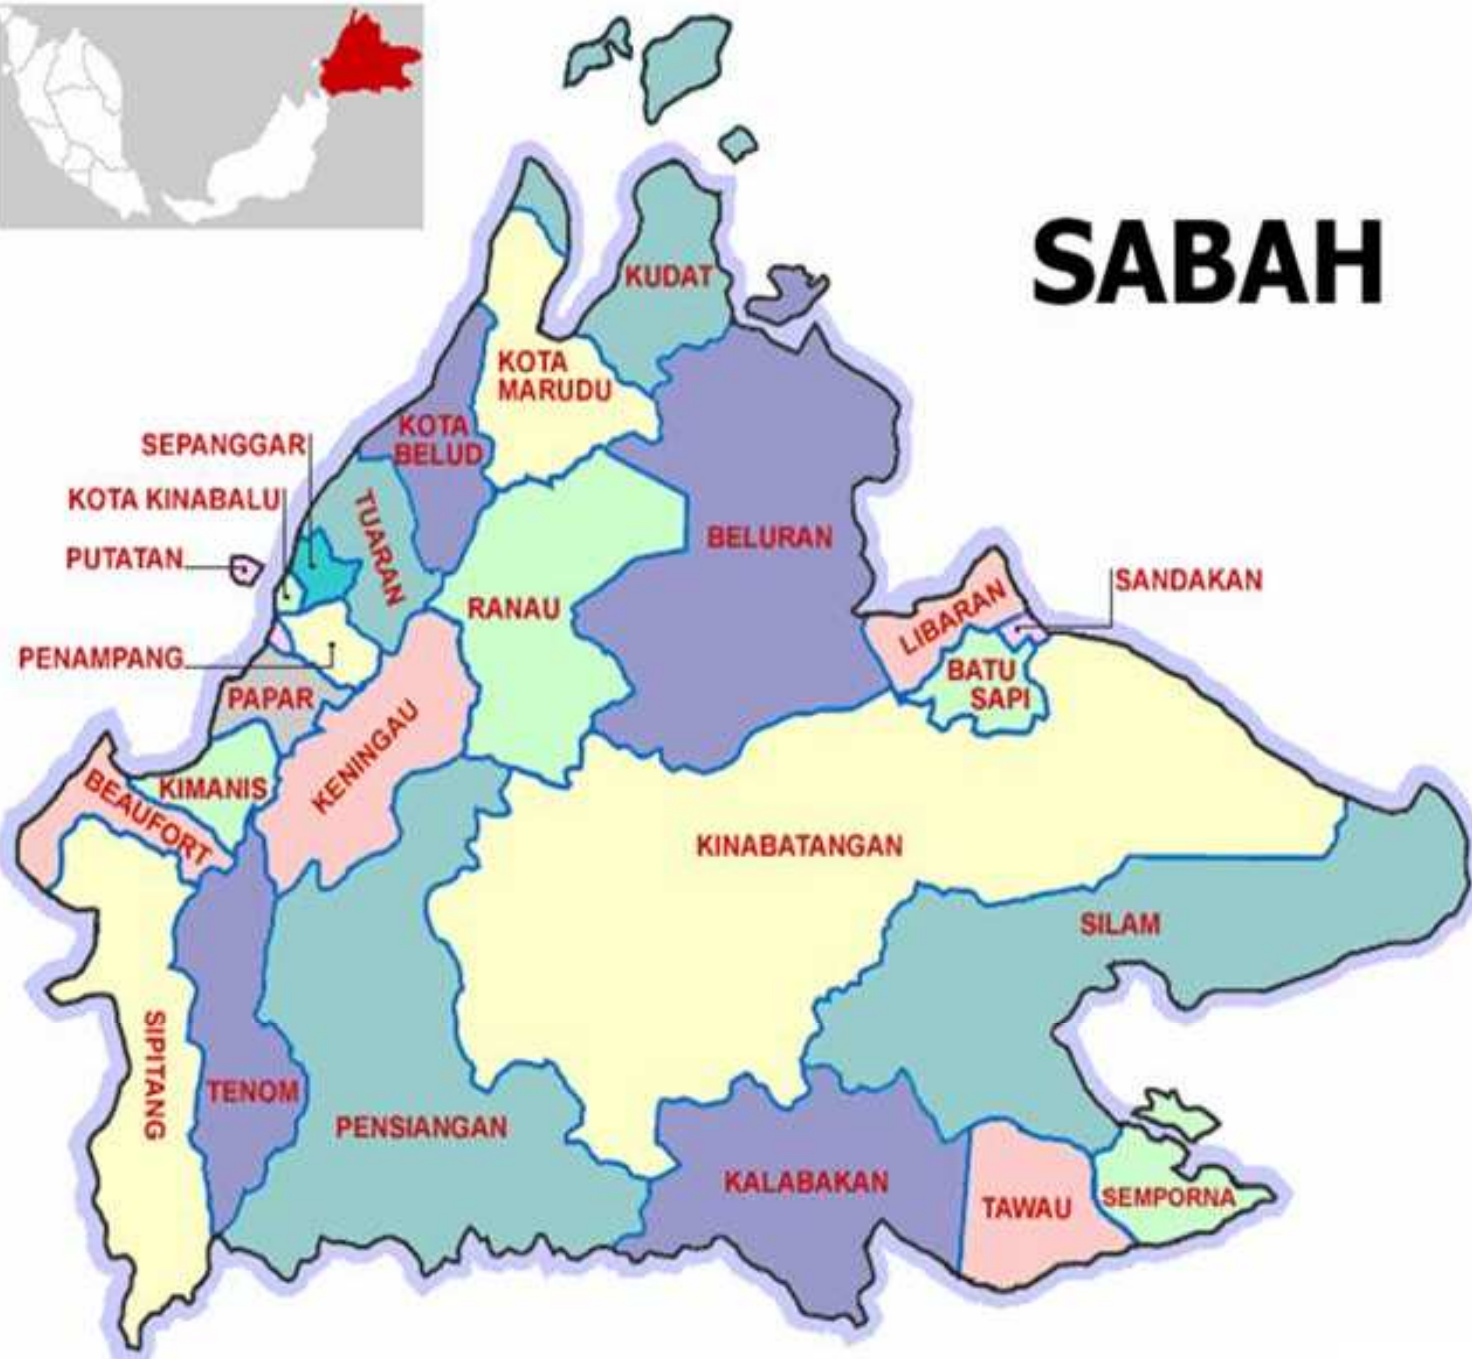 SABAH
KUDAT
KOTA
MARUDU
KOTA
BELUD
SEPANGGAR
KOTA KINABALU
TUARAN
PUTATAN
BELURAN
SANDAKAN
RANAU
LIBARAN
PENAMPANG
BATU
SAPI
PAPAR
KENINGAU
KIMANIS
BEAUFORT
KINABATANGAN
SILAM
SIPITANG
TENOM
PENSIANGAN
KALABAKAN
TAWAU
SEMPORNA